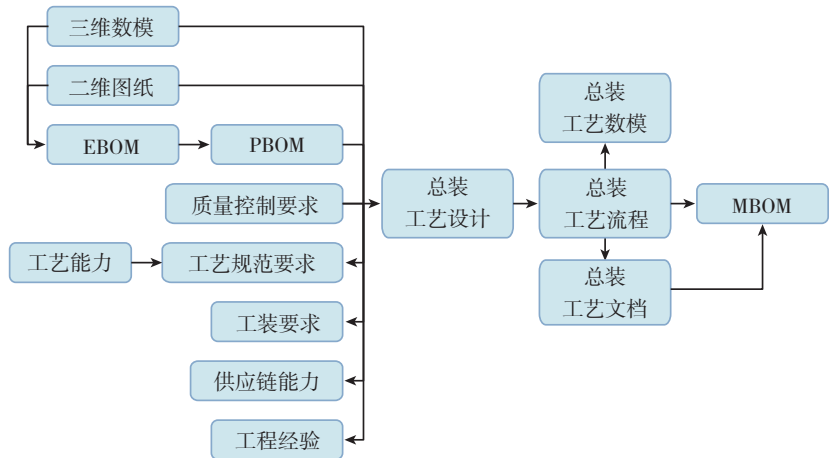 三维数模
二维图纸
EBOM
PBOM
质量控制要求
工艺能力
工艺规范要求
工装要求
供应链能力
工程经验
总装
工艺设计
总装
工艺数模
总装
工艺流程
总装
工艺文档
MBOM